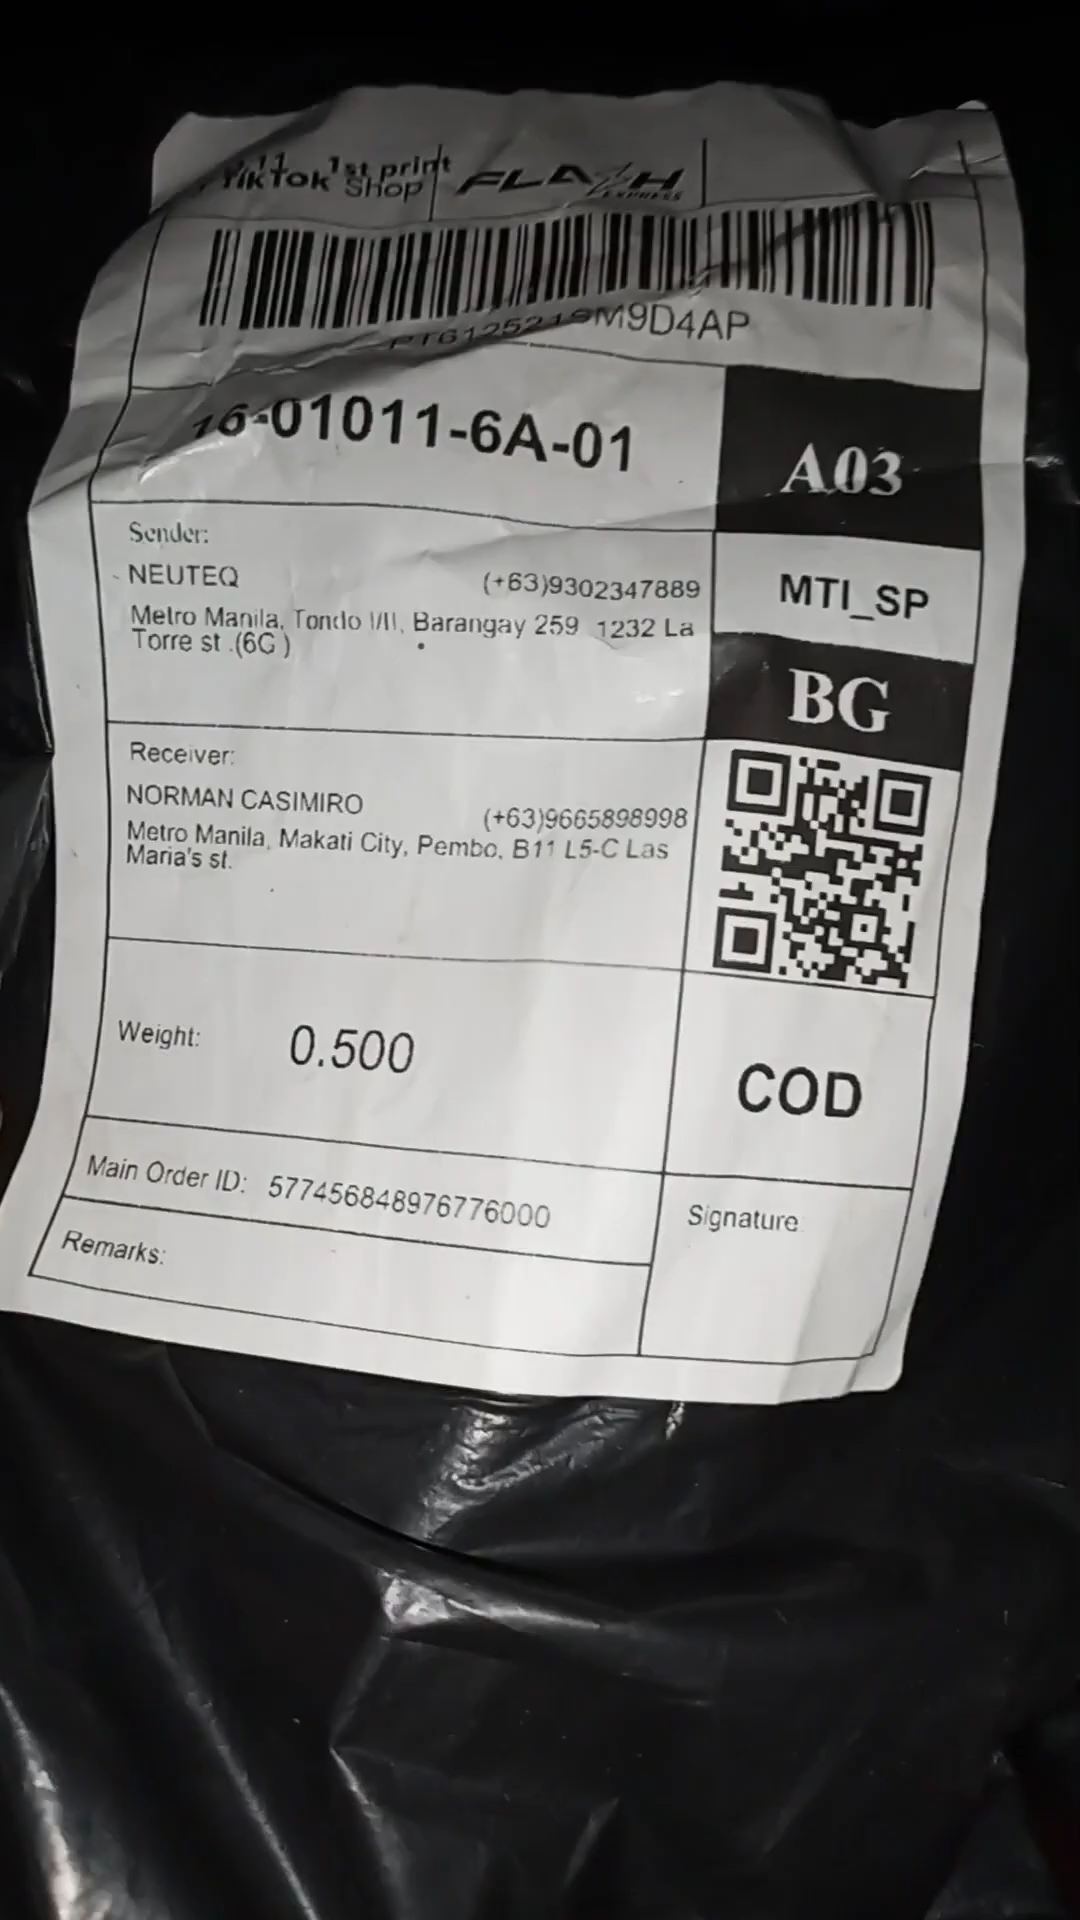 TikTok Shop 1st print FLASH EXPRESS
PT6125219M9D4AP
16-01011-6A-01
A03
Sender:
NEUTEQ (+63)9302347889
Metro Manila, Tondo I/II, Barangay 259 1232 La
Torre st .(6G )
MTI_SP
BG
Receiver:
NORMAN CASIMIRO (+63)9665898998
Metro Manila, Makati City, Pembo, B11 L5-C Las
Maria's st.
Weight: 0.500
COD
Main Order ID: 577456848976776000
Signature
Remarks: